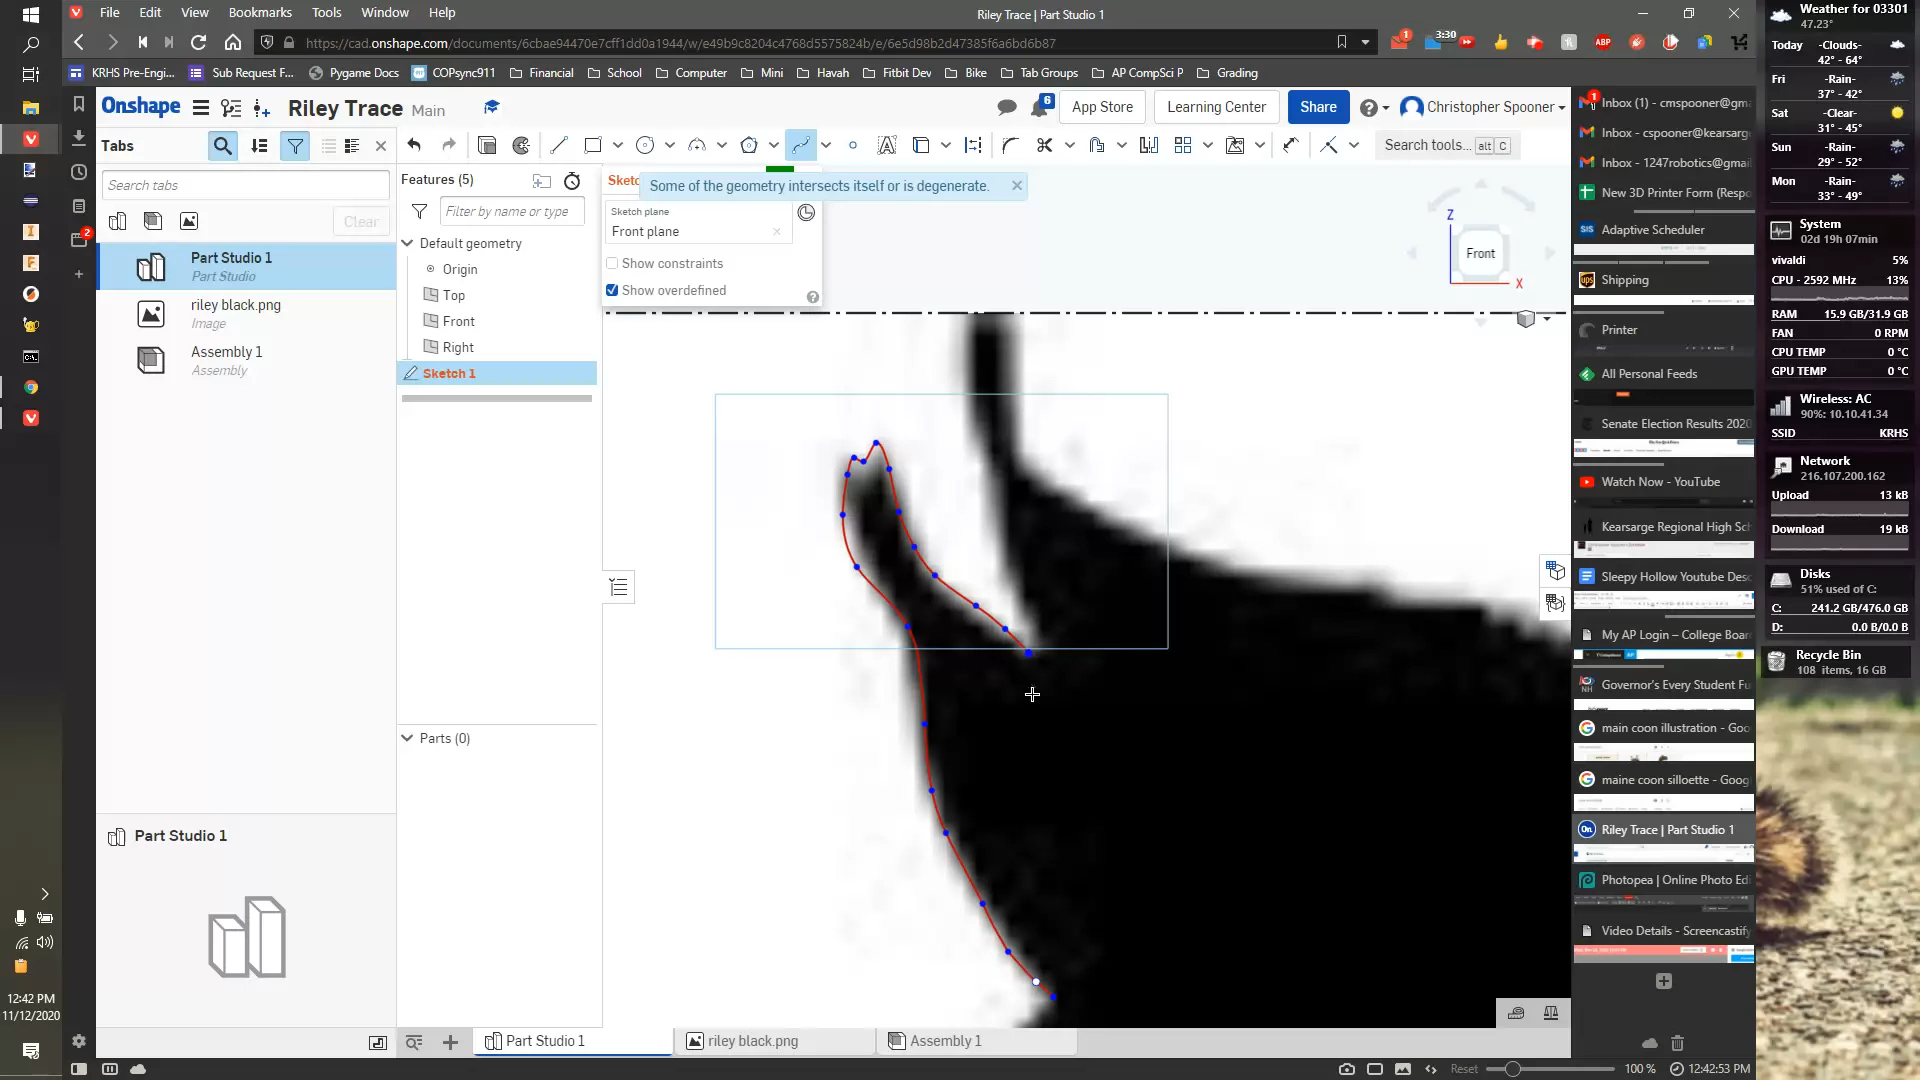 File Edit View Bookmarks Tools Window Help
Riley Trace | Part Studio 1
https://cad.onshape.com/documents/6cbae94470e7cff1dd0a1944/w/e49b9c8204c4768d5575824b/e/6e5d98b2d47385f6a6bd6b87
1
3:30
ABP
KRHS Pre-Engi... Sub Request F... Pygame Docs COPsync911 Financial School Computer Mini Havah Fitbit Dev Bike Tab Groups AP CompSci P Grading
Onshape Riley Trace Main
6 App Store Learning Center Share Christopher Spooner
Tabs
Search tools... alt C
Search tabs
Clear
Part Studio 1
Part Studio
riley black.png
Image
Assembly 1
Assembly
Features (5)
Filter by name or type
Default geometry
Origin
Top
Front
Right
Sketch 1
Parts (0)
Some of the geometry intersects itself or is degenerate.
Sketch plane
Front plane
Show constraints
Show overdefined
Z
Front
X
Part Studio 1
Part Studio 1 riley black.png Assembly 1
2
12:42 PM
11/12/2020
1
Inbox (1) - cmspooner@gm
Inbox - cspooner@kearsarg
Inbox - 1247robotics@gmai
New 3D Printer Form (Respo
Adaptive Scheduler
Shipping
Printer
All Personal Feeds
Senate Election Results 2020
Watch Now - YouTube
Kearsarge Regional High Sc
Sleepy Hollow Youtube Desc
My AP Login – College Boar
Governor's Every Student Fu
main coon illustration - Goo
maine coon silloette - Goog
Riley Trace | Part Studio 1
Photopea | Online Photo Edi
Video Details - Screencastify
Reset 100 % 12:42:53 PM
Weather for 03301
47.23°
Today -Clouds-
42° - 64°
Fri -Rain-
37° - 42°
Sat -Clear-
31° - 45°
Sun -Rain-
29° - 52°
Mon -Rain-
33° - 49°
System
02d 19h 07min
vivaldi 5%
CPU - 2592 MHz 13%
RAM 15.9 GB/31.9 GB
FAN 0 RPM
CPU TEMP 0 °C
GPU TEMP 0 °C
Wireless: AC
90%: 10.10.41.34
SSID KRHS
Network
216.107.200.162
Upload 13 kB
Download 19 kB
Disks
51% used of C:
C: 241.2 GB/476.0 GB
D: 0.0 B/0.0 B
Recycle Bin
108 items, 16 GB